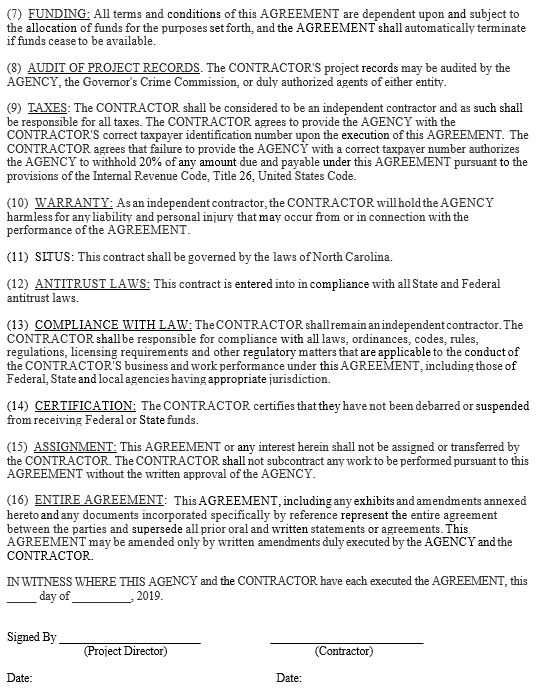 (7) FUNDING: All terms and conditions of this AGREEMENT are dependent upon and subject to
the allocation of funds for the purposes set forth, and the AGREEMENT shall automatically terminate
if funds cease to be available.
(8) AUDIT OF PROJECT RECORDS. The CONTRACTOR'S project records may be audited by the
AGENCY, the Governor's Crime Commission, or duly authorized agents of either entity.
(9) TAXES: The CONTRACTOR shall be considered to be an independent contractor and as such shall
be responsible for all taxes. The CONTRACTOR agrees to provide the AGENCY with the
CONTRACTOR'S correct taxpayer identification number upon the execution of this AGREEMENT. The
CONTRACTOR agrees that failure to provide the AGENCY with a correct taxpayer number authorizes
the AGENCY to withhold 20% of any amount due and payable under this AGREEMENT pursuant to the
provisions of the Internal Revenue Code, Title 26, United States Code.
(10) WARRANTY: As an independent contractor, the CONTRACTOR will hold the AGENCY
harmless for any liability and personal injury that may occur from or in connection with the
performance of the AGREEMENT.
(11) SITUS: This contract shall be governed by the laws of North Carolina.
(12) ANTITRUST LAWS: This contract is entered into in compliance with all State and Federal
antitrust laws.
(13) COMPLIANCE WITH LAW: The CONTRACTOR shall remain an independent contractor. The
CONTRACTOR shall be responsible for compliance with all laws, ordinances, codes, rules,
regulations, licensing requirements and other regulatory matters that are applicable to the conduct of
the CONTRACTOR'S business and work performance under this AGREEMENT, including those of
Federal, State and local agencies having appropriate jurisdiction.
(14) CERTIFICATION: The CONTRACTOR certifies that they have not been debarred or suspended
from receiving Federal or State funds.
(15) ASSIGNMENT: This AGREEMENT or any interest herein shall not be assigned or transferred by
the CONTRACTOR. The CONTRACTOR shall not subcontract any work to be performed pursuant to this
AGREEMENT without the written approval of the AGENCY.
(16) ENTIRE AGREEMENT: This AGREEMENT, including any exhibits and amendments annexed
hereto and any documents incorporated specifically by reference represent the entire agreement
between the parties and supersede all prior oral and written statements or agreements. This
AGREEMENT may be amended only by written amendments duly executed by the AGENCY and the
CONTRACTOR.
IN WITNESS WHERE THIS AGENCY and the CONTRACTOR have each executed the AGREEMENT, this
_____ day of __________, 2019.
Signed By ________________________ __________________________
(Project Director) (Contractor)
Date: Date: